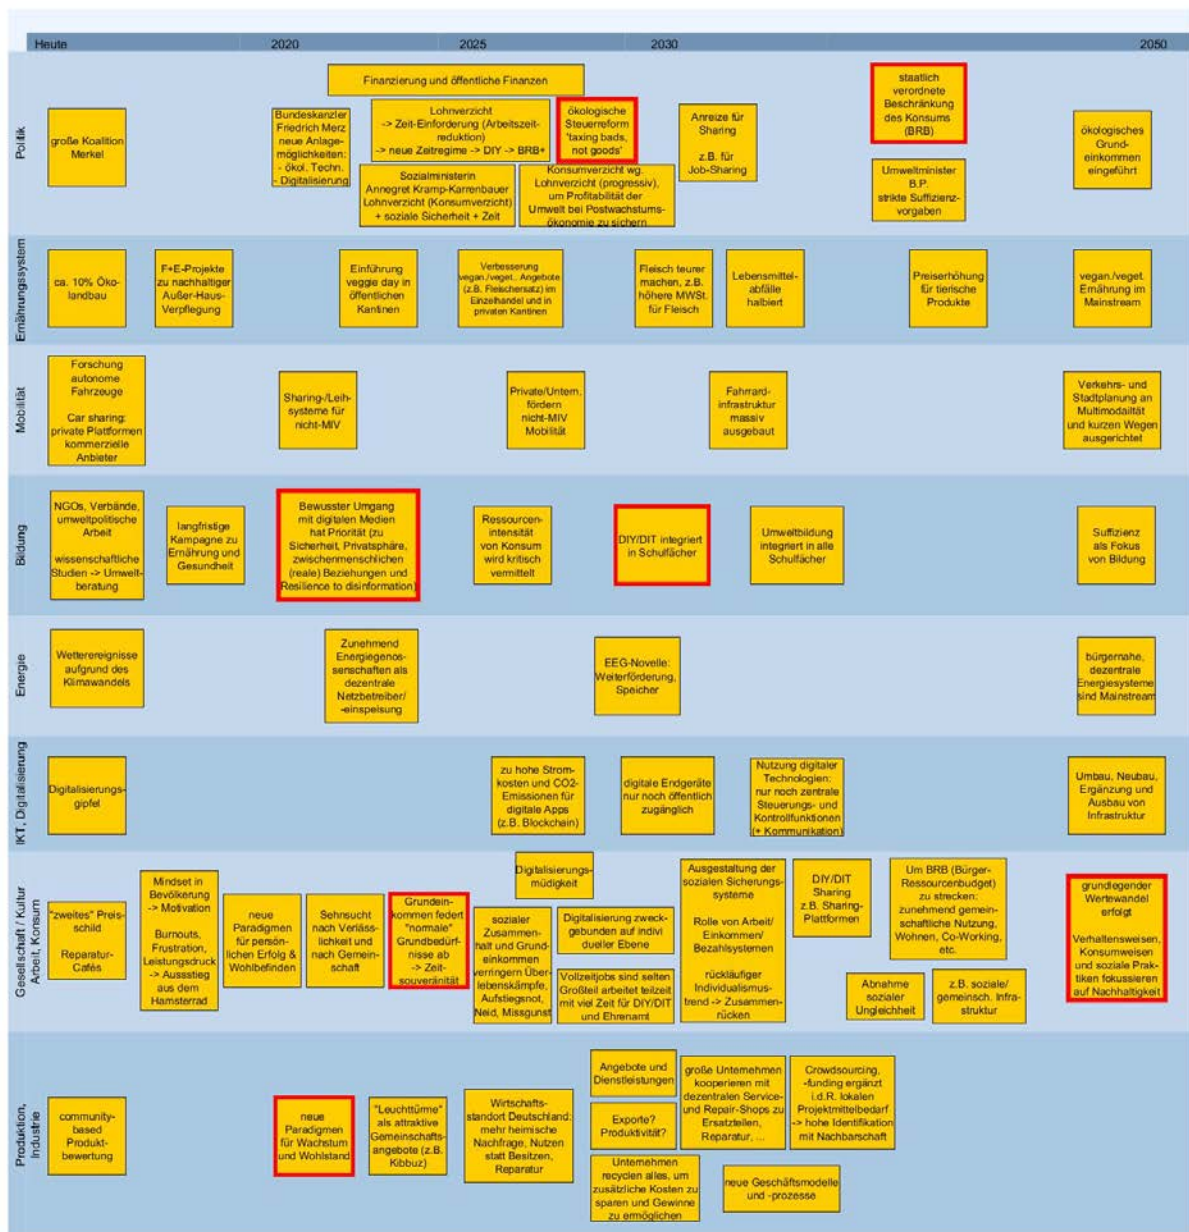 Heute
2020
2025
2030
2050
Politik
große Koalition
Merkel
Finanzierung und öffentliche Finanzen
Bundeskanzler
Friedrich Merz
neue Anlage-
möglichkeiten:
- ökol. Techn.
- Digitalisierung
Lohnverzicht
-> Zeit-Einforderung (Arbeitszeit-
reduktion)
-> neue Zeitregime -> DIY -> BRB+
Sozialministerin
Annegret Kramp-Karrenbauer
Lohnverzicht (Konsumverzicht)
+ soziale Sicherheit + Zeit
ökologische
Steuerreform
'taxing bads,
not goods'
Konsumverzicht wg.
Lohnverzicht (progressiv),
um Profitabilität der
Umwelt bei Postwachstums-
ökonomie zu sichern
Anreize für
Sharing
z.B. für
Job-Sharing
staatlich
verordnete
Beschränkung
des Konsums
(BRB)
Umweltminister
B.P.
strikte Suffizienz-
vorgaben
ökologisches
Grund-
einkommen
eingeführt
Ernährungssystem
ca. 10% Öko-
landbau
F+E-Projekte
zu nachhaltiger
Außer-Haus-
Verpflegung
Einführung
veggie day in
öffentlichen
Kantinen
Verbesserung
vegan./veget.. Angebote
(z.B. Fleischersatz) im
Einzelhandel und in
privaten Kantinen
Fleisch teurer
machen, z.B.
höhere MWSt.
für Fleisch
Lebensmittel-
abfälle
halbiert
Preiserhöhung
für tierische
Produkte
vegan./veget.
Ernährung im
Mainstream
Mobilität
Forschung
autonome
Fahrzeuge
Car sharing:
private Plattformen
kommerzielle
Anbieter
Sharing-/Leih-
systeme für
nicht-MIV
Private/Untern.
fördern
nicht-MIV
Mobilität
Fahrrard-
infrastruktur
massiv
ausgebaut
Verkehrs- und
Stadtplanung an
Multimodailtät
und kurzen Wegen
ausgerichtet
Bildung
NGOs, Verbände,
umweltpolitische
Arbeit
wissenschaftliche
Studien -> Umwelt-
beratung
langfristige
Kampagne zu
Ernährung und
Gesundheit
Bewusster Umgang
mit digitalen Medien
hat Priorität (zu
Sicherheit, Privatsphäre,
zwischenmenschlichen
(reale) Beziehungen und
Resilience to disinformation)
Ressourcen-
intensität
von Konsum
wird kritisch
vermittelt
DIY/DIT integriert
in Schulfächer
Umweltbildung
integriert in alle
Schulfächer
Suffizienz
als Fokus
von Bildung
Energie
Wetterereignisse
aufgrund des
Klimawandels
Zunehmend
Energiegenos-
senschaften als
dezentrale
Netzbetreiber/
-einspeisung
EEG-Novelle:
Weiterförderung,
Speicher
bürgernahe,
dezentrale
Energiesysteme
sind Mainstream
IKT, Digitalisierung
Digitalisierungs-
gipfel
zu hohe Strom-
kosten und CO2-
Emissionen für
digitale Apps
(z.B. Blockchain)
digitale Endgeräte
nur noch öffentlich
zugänglich
Nutzung digitaler
Technologien:
nur noch zentrale
Steuerungs- und
Kontrollfunktionen
(+ Kommunikation)
Umbau, Neubau,
Ergänzung und
Ausbau von
Infrastruktur
Gesellschaft / Kultur
Arbeit, Konsum
"zweites" Preis-
schild
Reparatur-
Cafés
Mindset in
Bevölkerung
-> Motivation
Burnouts,
Frustration,
Leistungsdruck
-> Aussstieg
aus dem
Hamsterrad
neue
Paradigmen
für persön-
lichen Erfolg &
Wohlbefinden
Sehnsucht
nach Verläss-
lichkeit und
nach Gemein-
schaft
Grundein-
kommen federt
"normale"
Grundbedürf-
nisse ab
-> Zeit-
souveränität
sozialer
Zusammen-
halt und Grund-
einkommen
verringern Über-
lebenskämpfe,
Aufstiegsnot,
Neid, Missgunst
Digitalisierungs-
müdigkeit
Digitalisierung zweck-
gebunden auf indivi
dueller Ebene
Vollzeitjobs sind selten
Großteil arbeitet teilzeit
mit viel Zeit für DIY/DIT
und Ehrenamt
Ausgestaltung der
sozialen Sicherungs-
systeme
Rolle von Arbeit/
Einkommen/
Bezahlsystemen
rückläufiger
Individualismus-
trend -> Zusammen-
rücken
DIY/DIT
Sharing
z.B. Sharing-
Plattformen
Um BRB (Bürger-
Ressourcenbudget)
zu strecken:
zunehmend gemein-
schaftliche Nutzung,
Wohnen, Co-Working,
etc.
Abnahme
sozialer
Ungleichheit
z.B. soziale/
gemeinsch. Infra-
struktur
grundlegender
Wertewandel
erfolgt
Verhaltensweisen,
Konsumweisen
und soziale Prak-
tiken fokussieren
auf Nachhaltigkeit
Produktion,
Industrie
community-
based
Produkt-
bewertung
neue
Paradigmen
für Wachstum
und Wohlstand
"Leuchttürme"
als attraktive
Gemeinschafts-
angebote (z.B.
Kibbuz)
Wirtschafts-
standort Deutschland:
mehr heimische
Nachfrage, Nutzen
statt Besitzen,
Reparatur
Angebote und
Dienstleistungen
Exporte?
Produktivität?
Unternehmen
recyclen alles, um
zusätzliche Kosten zu
sparen und Gewinne
zu ermöglichen
große Unternehmen
kooperieren mit
dezentralen Service-
und Repair-Shops zu
Ersatzteilen,
Reparatur, ...
Crowdsourcing,
-funding ergänzt
i.d.R. lokalen
Projektmittelbedarf
-> hohe Identifikation
mit Nachbarschaft
neue Geschäftsmodelle
und -prozesse